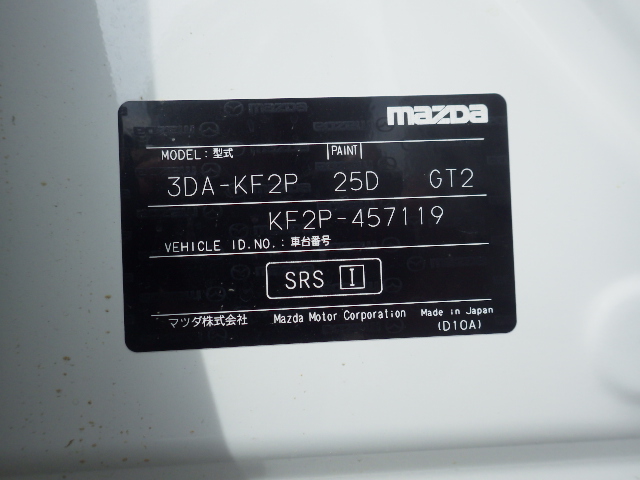 mazda
MODEL: 型式 PAINT
3DA-KF2P 25D GT2
KF2P-457119
VEHICLE ID.NO.: 車台番号
SRS I
マツダ株式会社 Mazda Motor Corporation Made in Japan
(D10A)